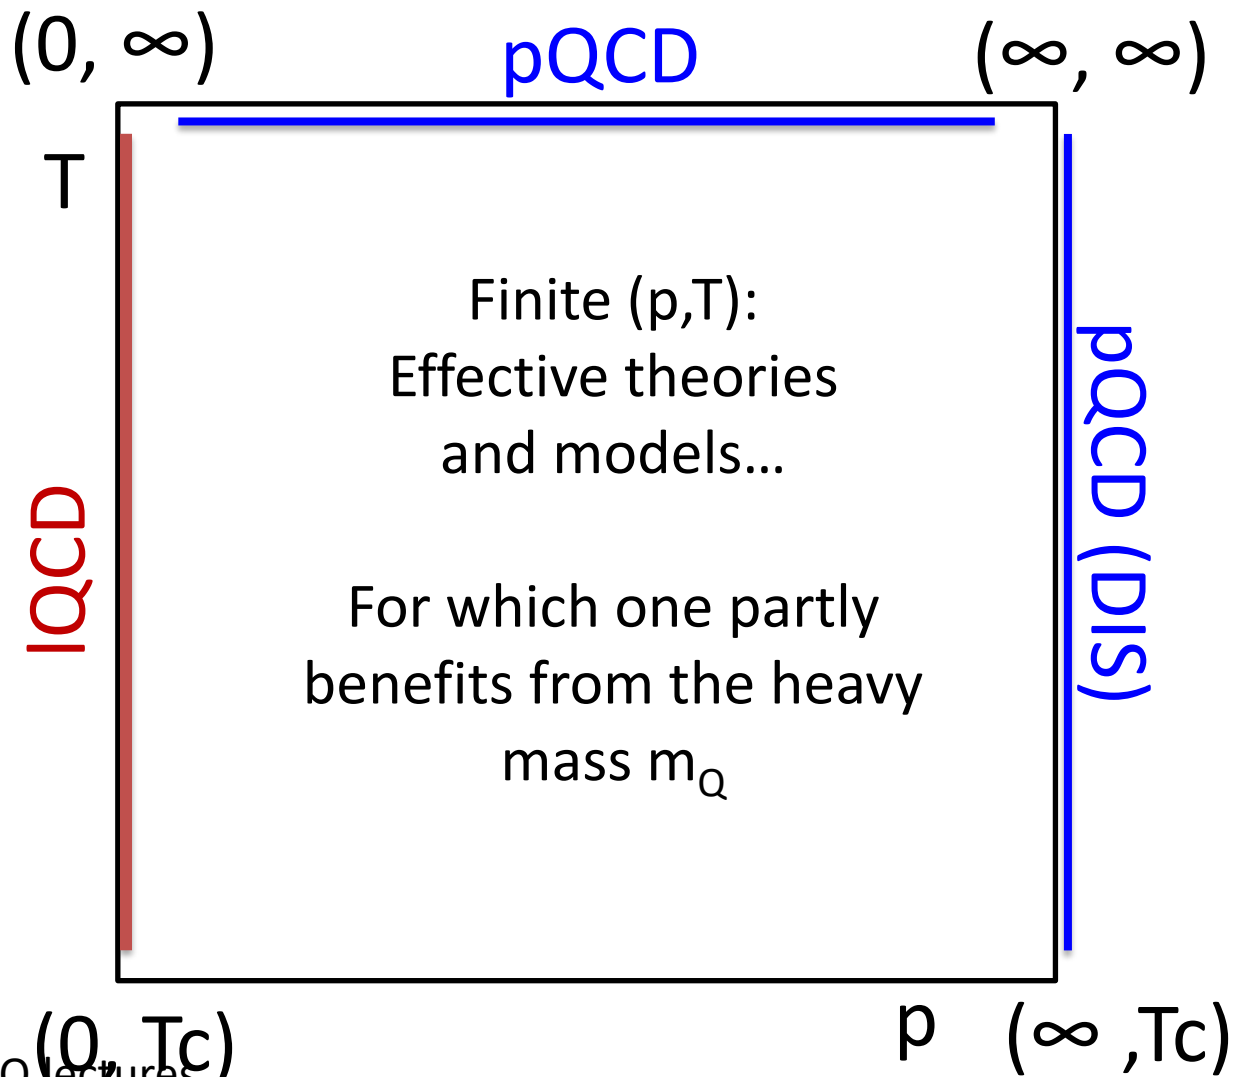 (0, ∞)
pQCD
(∞, ∞)
T
Finite (p,T):
Effective theories
and models...
For which one partly
benefits from the heavy
mass mQ
lQCD
pQCD (DIS)
(0, Tc)
p
(∞ ,Tc)
Q lectures